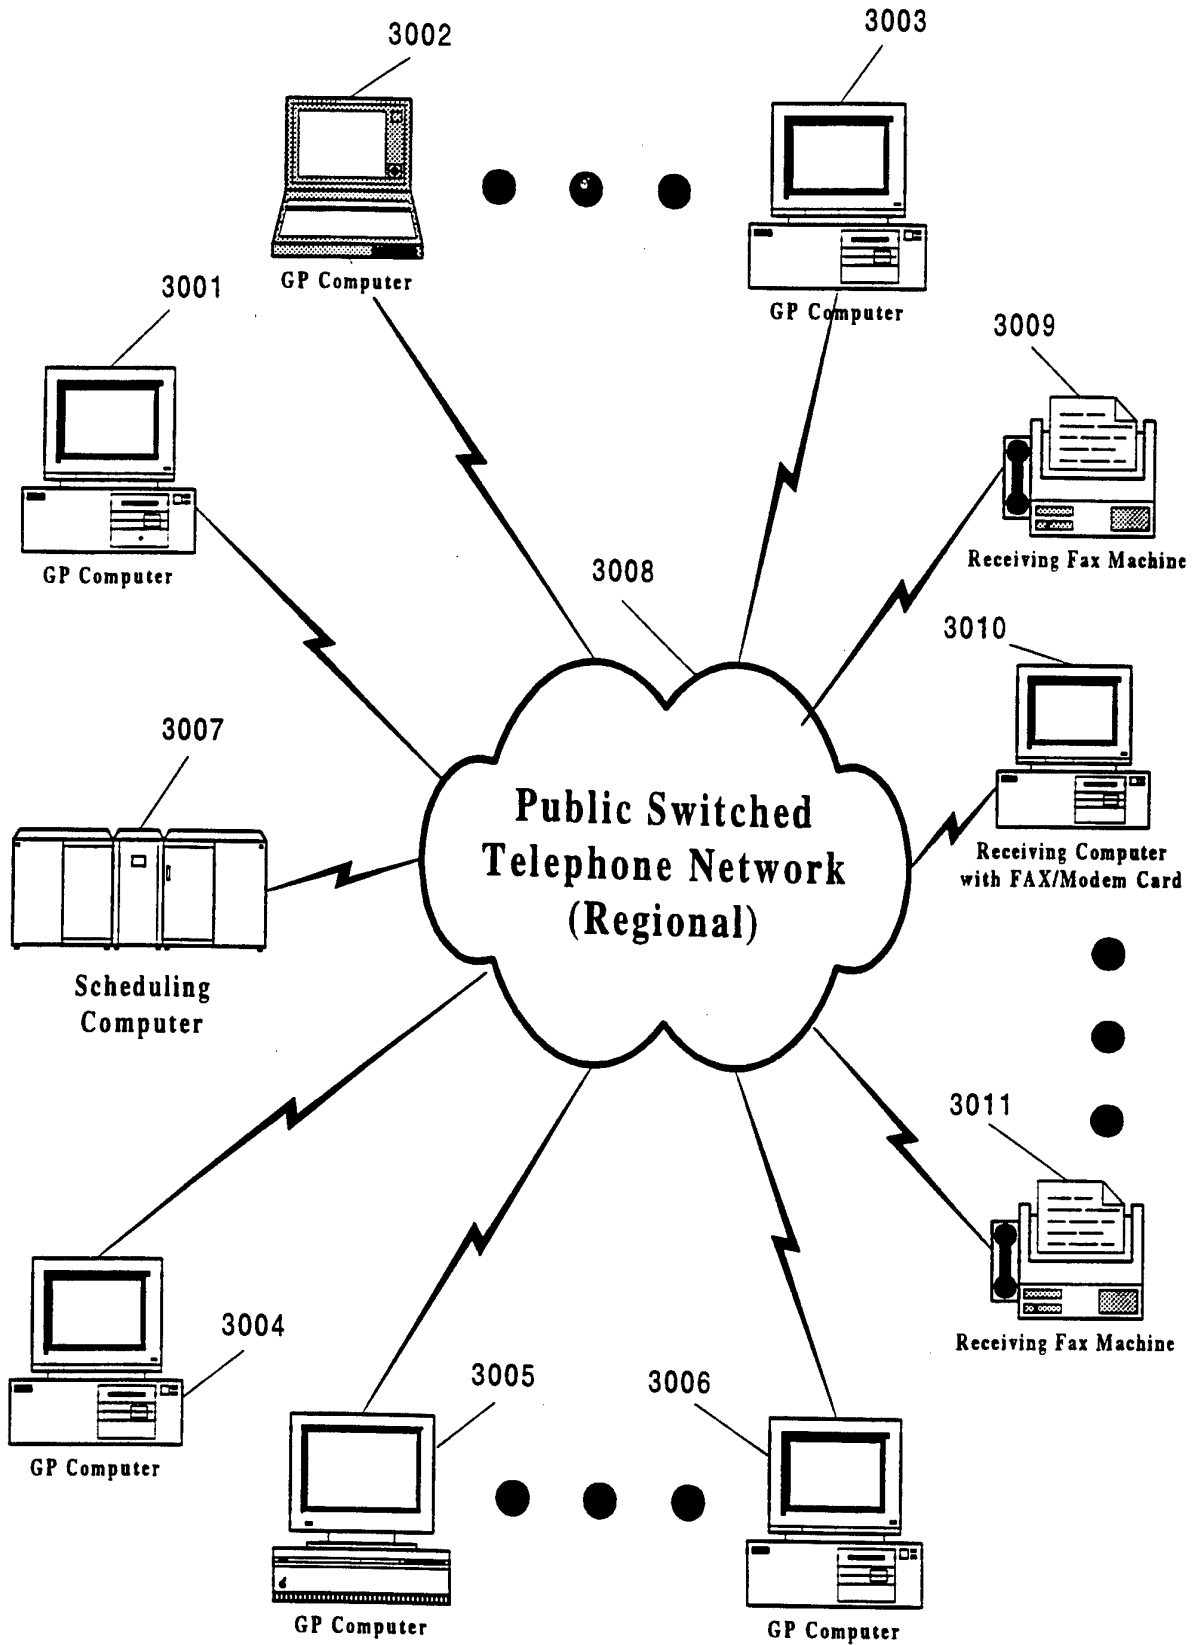 3002
3003
GP Computer
GP Computer
3001
3009
GP Computer
Receiving Fax Machine
3008
3010
3007
Public Switched
Telephone Network
(Regional)
Receiving Computer
with FAX/Modem Card
Scheduling
Computer
3011
3004
Receiving Fax Machine
3005
3006
GP Computer
GP Computer
GP Computer